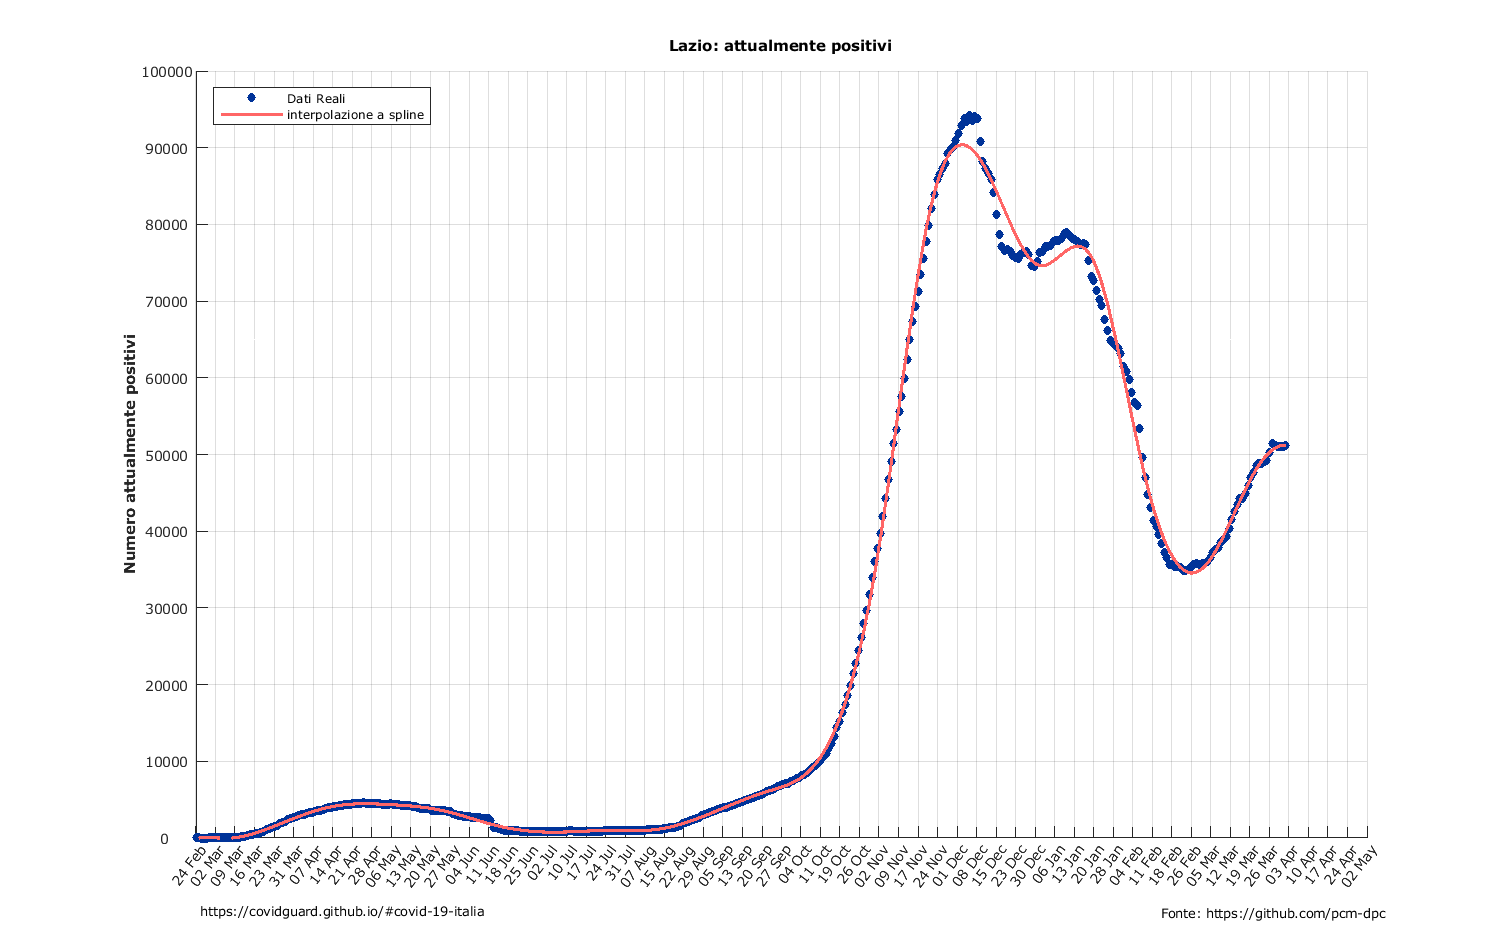 Lazio: attualmente positivi
Dati Reali
interpolazione a spline
Numero attualmente positivi
100000
90000
80000
70000
60000
50000
40000
30000
20000
10000
0
24 Feb
02 Mar
09 Mar
16 Mar
23 Mar
31 Mar
07 Apr
14 Apr
21 Apr
28 Apr
06 May
13 May
20 May
27 May
04 Jun
11 Jun
18 Jun
25 Jun
02 Jul
10 Jul
17 Jul
24 Jul
31 Jul
07 Aug
15 Aug
22 Aug
29 Aug
05 Sep
13 Sep
20 Sep
27 Sep
04 Oct
11 Oct
19 Oct
26 Oct
02 Nov
09 Nov
17 Nov
24 Nov
01 Dec
08 Dec
15 Dec
23 Dec
30 Dec
06 Jan
13 Jan
20 Jan
28 Jan
04 Feb
11 Feb
18 Feb
26 Feb
05 Mar
12 Mar
19 Mar
26 Mar
03 Apr
10 Apr
17 Apr
24 Apr
02 May
https://covidguard.github.io/#covid-19-italia
Fonte: https://github.com/pcm-dpc